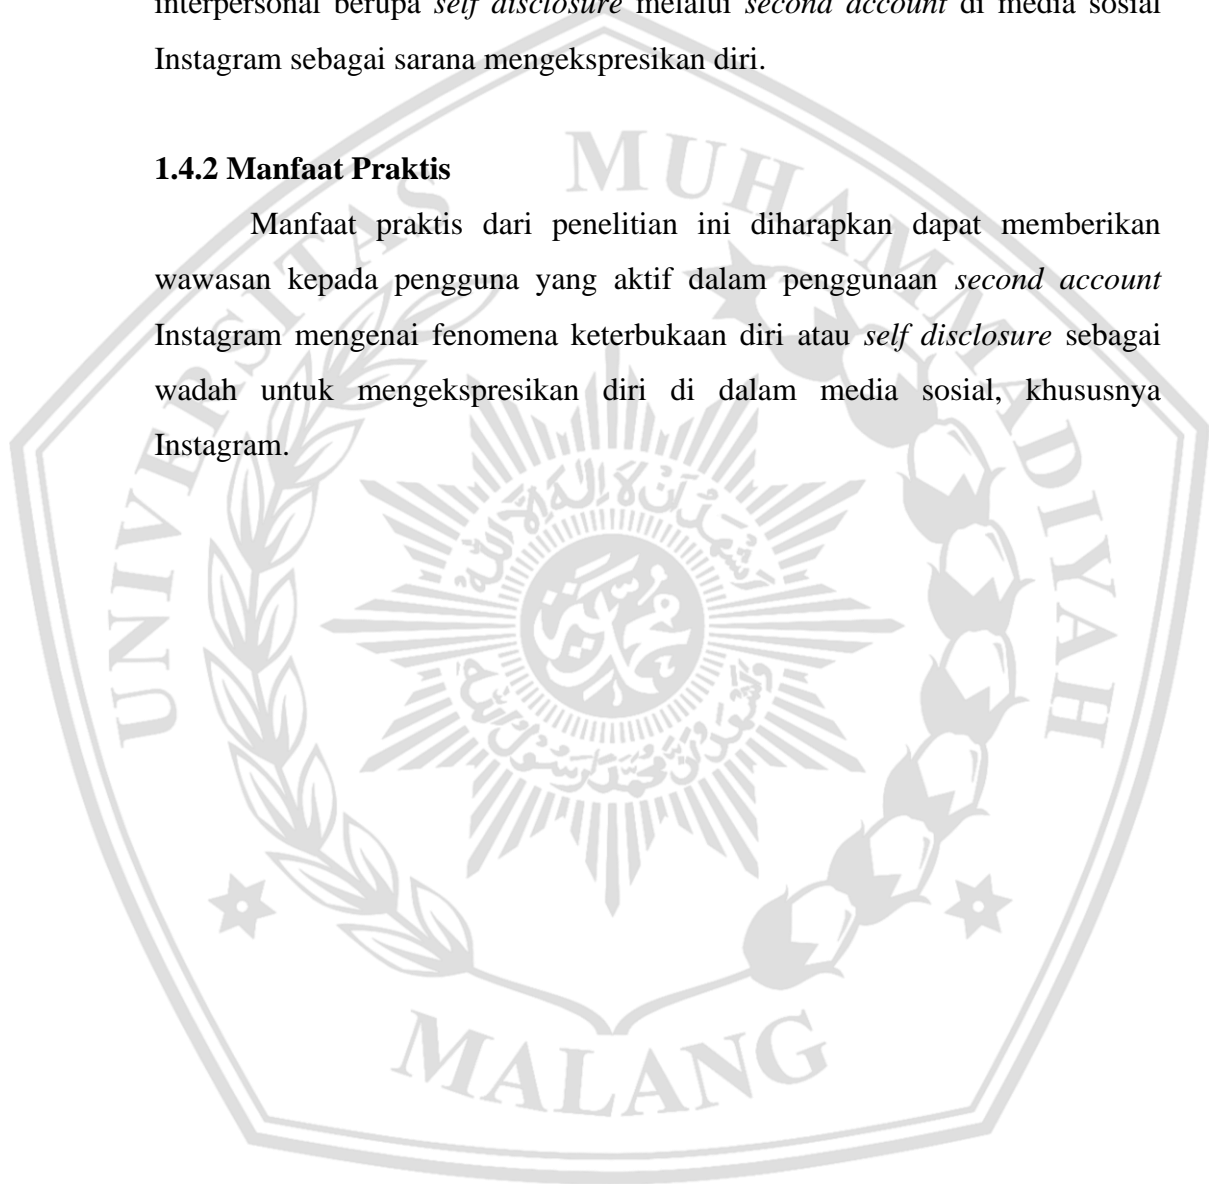 interpersonal berupa self disclosure melalui second account di media sosial
Instagram sebagai sarana mengekspresikan diri.
1.4.2 Manfaat Praktis
Manfaat praktis dari penelitian ini diharapkan dapat memberikan
wawasan kepada pengguna yang aktif dalam penggunaan second account
Instagram mengenai fenomena keterbukaan diri atau self disclosure sebagai
wadah untuk mengekspresikan diri di dalam media sosial, khususnya
Instagram.
UNIVERSITAS MUHAMMADIYAH
MALANG